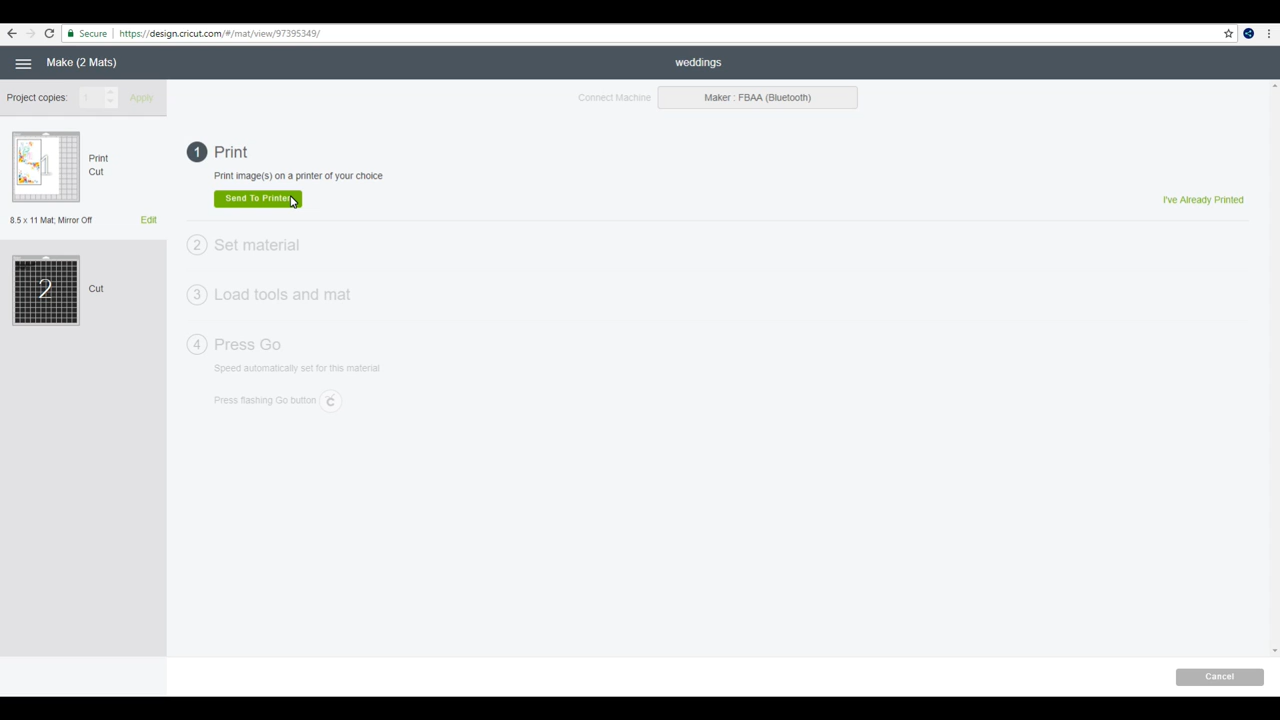 Secure
https://design.cricut.com/#/mat/view/97395349/
Make (2 Mats)
weddings
Project copies:
1
Apply
Connect Machine
Maker : FBAA (Bluetooth)
Print
Cut
8.5 x 11 Mat; Mirror Off
Edit
2
Cut
1 Print
Print image(s) on a printer of your choice
Send To Printer
I've Already Printed
2 Set material
3 Load tools and mat
4 Press Go
Speed automatically set for this material
Press flashing Go button
Cancel